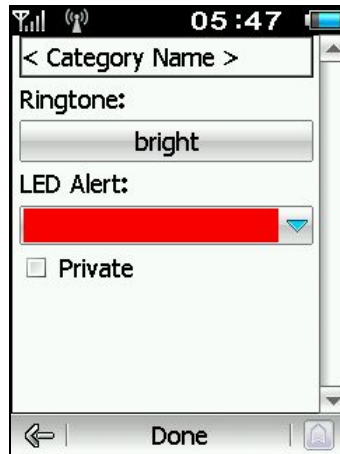 05:47
< Category Name >
Ringtone:
bright
LED Alert:
Private
Done